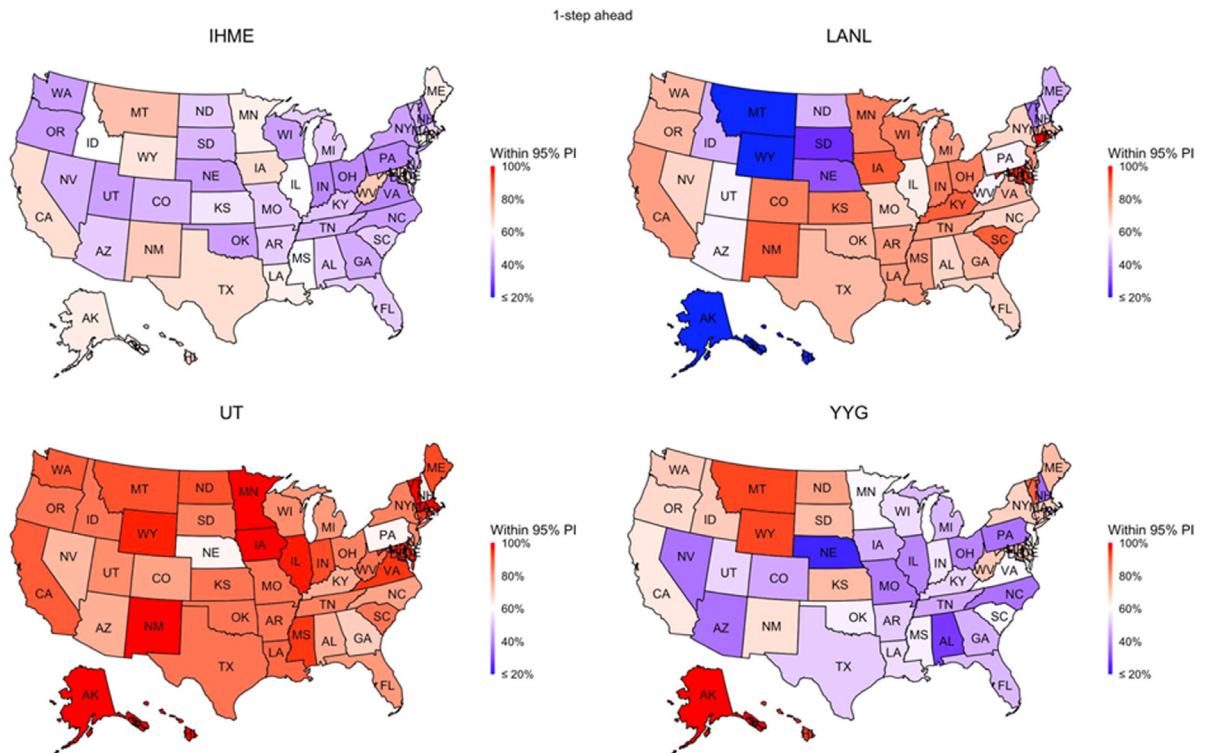 1-step ahead
IHME
WA
OR
ID
MT
WY
NV
CA
UT
AZ
CO
NM
ND
SD
NE
KS
OK
TX
MN
IA
MO
AR
LA
WI
IL
MS
MI
IN
OH
KY
TN
AL
GA
FL
SC
NC
VA
WV
PA
NY
NH
ME
AK
Within 95% PI
100%
80%
60%
40%
≤ 20%
LANL
WA
OR
ID
MT
WY
NV
CA
UT
AZ
CO
NM
ND
SD
NE
KS
OK
TX
MN
IA
MO
AR
LA
WI
IL
MS
MI
IN
OH
KY
TN
AL
GA
FL
SC
NC
VA
WV
PA
NY
NH
ME
AK
Within 95% PI
100%
80%
60%
40%
≤ 20%
UT
WA
OR
ID
MT
WY
NV
CA
UT
AZ
CO
NM
ND
SD
NE
KS
OK
TX
MN
IA
MO
AR
LA
WI
IL
MS
MI
IN
OH
KY
TN
AL
GA
FL
SC
NC
VA
WV
PA
NY
NH
ME
AK
Within 95% PI
100%
80%
60%
40%
≤ 20%
YYG
WA
OR
ID
MT
WY
NV
CA
UT
AZ
CO
NM
ND
SD
NE
KS
OK
TX
MN
IA
MO
AR
LA
WI
IL
MS
MI
IN
OH
KY
TN
AL
GA
FL
SC
NC
VA
WV
PA
NY
NH
ME
AK
Within 95% PI
100%
80%
60%
40%
≤ 20%